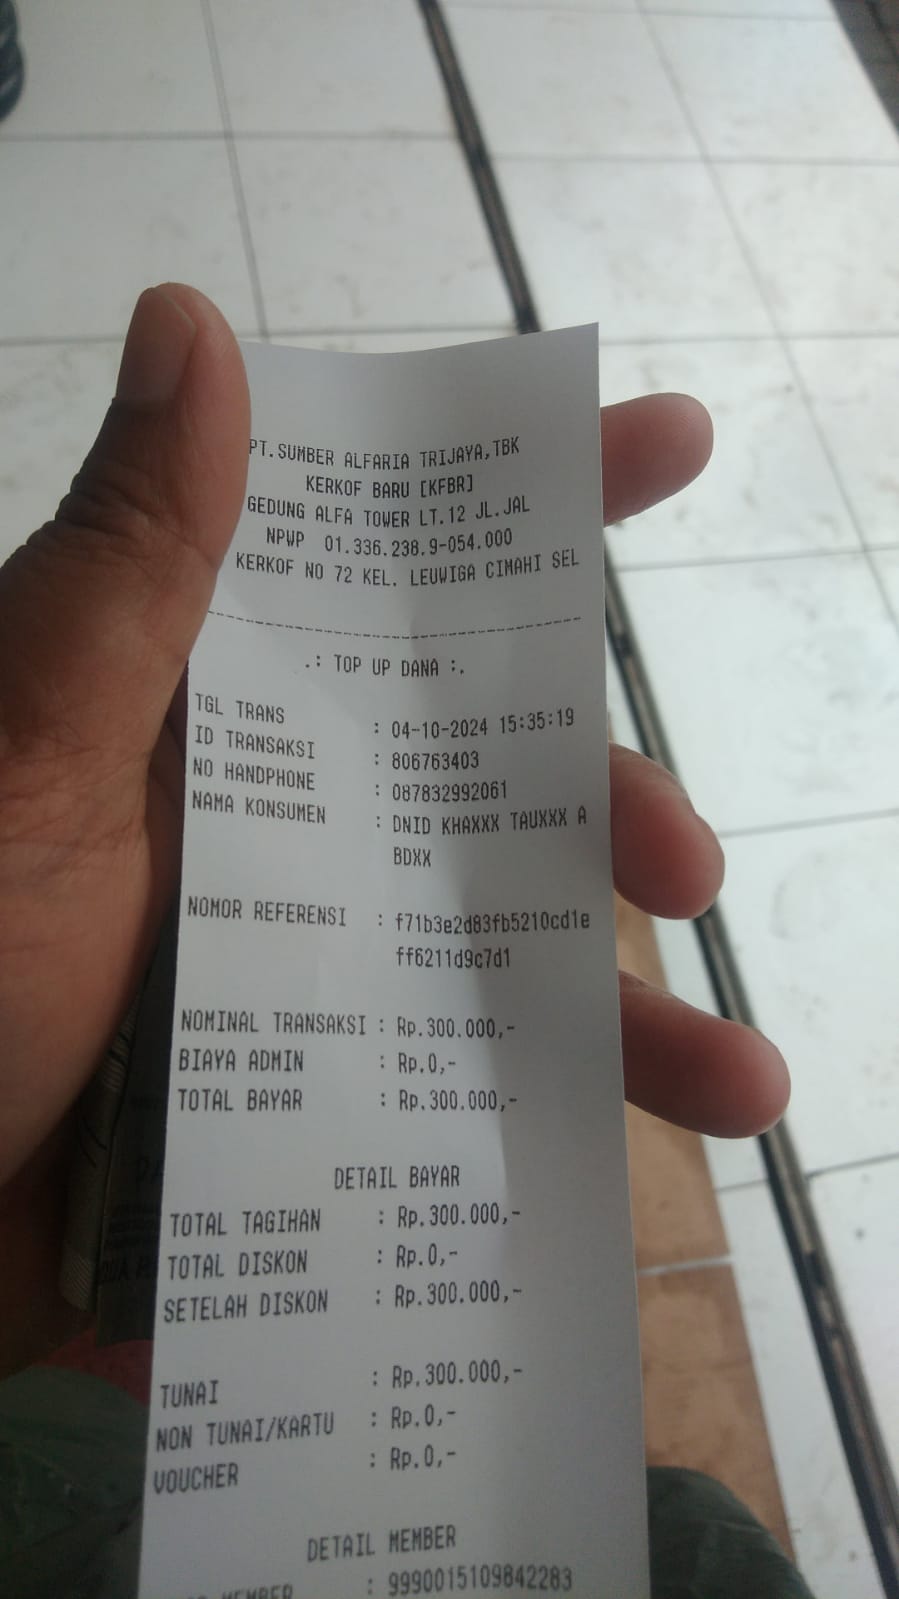 PT.SUMBER ALFARIA TRIJAYA,TBK
KERKOF BARU [KFBR]
GEDUNG ALFA TOWER LT.12 JL.JAL
NPWP 01.336.238.9-054.000
KERKOF NO 72 KEL. LEUWIGA CIMAHI SEL
.: TOP UP DANA :.
TGL TRANS : 04-10-2024 15:35:19
ID TRANSAKSI : 806763403
NO HANDPHONE : 087832992061
NAMA KONSUMEN : DNID KHAXXX TAUXXX A
BDXX
NOMOR REFERENSI : f71b3e2d83fb5210cd1e
ff6211d9c7d1
NOMINAL TRANSAKSI : Rp.300.000,-
BIAYA ADMIN : Rp.0,-
TOTAL BAYAR : Rp.300.000,-
DETAIL BAYAR
TOTAL TAGIHAN : Rp.300.000,-
TOTAL DISKON : Rp.0,-
SETELAH DISKON : Rp.300.000,-
TUNAI : Rp.300.000,-
NON TUNAI/KARTU : Rp.0,-
VOUCHER : Rp.0,-
DETAIL MEMBER
MEMBER : 9990015109842283